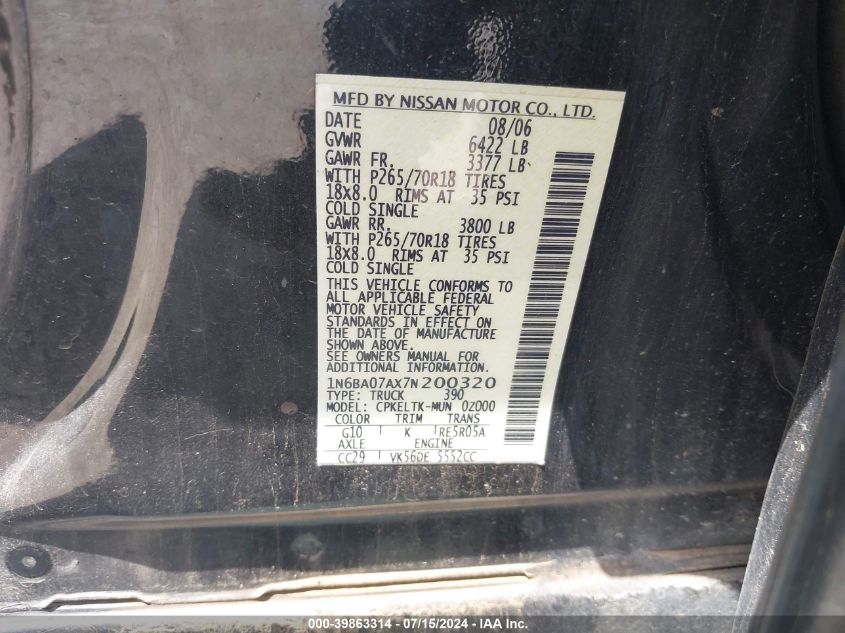 MFD BY NISSAN MOTOR CO., LTD.
DATE 08/06
GVWR 6422 LB
GAWR FR. 3377 LB
WITH P265/70R18 TIRES
18X8.0 RIMS AT 35 PSI
COLD SINGLE
GAWR RR. 3800 LB
WITH P265/70R18 TIRES
18X8.0 RIMS AT 35 PSI
COLD SINGLE
THIS VEHICLE CONFORMS TO
ALL APPLICABLE FEDERAL
MOTOR VEHICLE SAFETY
STANDARDS IN EFFECT ON
THE DATE OF MANUFACTURE
SHOWN ABOVE.
SEE OWNERS MANUAL FOR
ADDITIONAL INFORMATION.
1N6BA07AX7N200320
TYPE: TRUCK 390
MODEL: CPKELTK-MUN 0Z000
COLOR TRIM TRANS
G10 K RE5R05A
AXLE ENGINE
CC29 VK56DE 5552CC
000-39863314 - 07/15/2024 - IAA Inc.